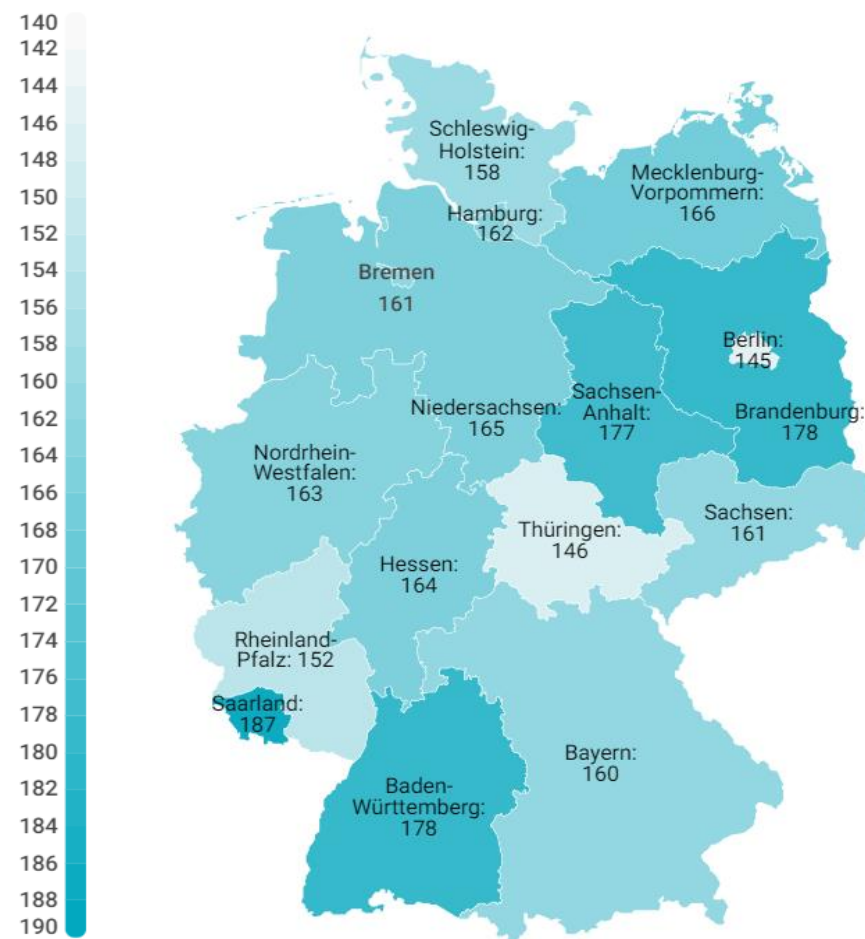 140
142
144
146
148
150
152
154
156
158
160
162
164
166
168
170
172
174
176
178
180
182
184
186
188
190
Schleswig-
Holstein:
158
Mecklenburg-
Vorpommern:
166
Hamburg:
162
Bremen
161
Berlin:
145
Niedersachsen:
165
Sachsen-
Anhalt:
177
Brandenburg:
178
Nordrhein-
Westfalen:
163
Sachsen:
161
Thüringen:
146
Hessen:
164
Rheinland-
Pfalz: 152
Saarland:
187
Bayern:
160
Baden-
Württemberg:
178